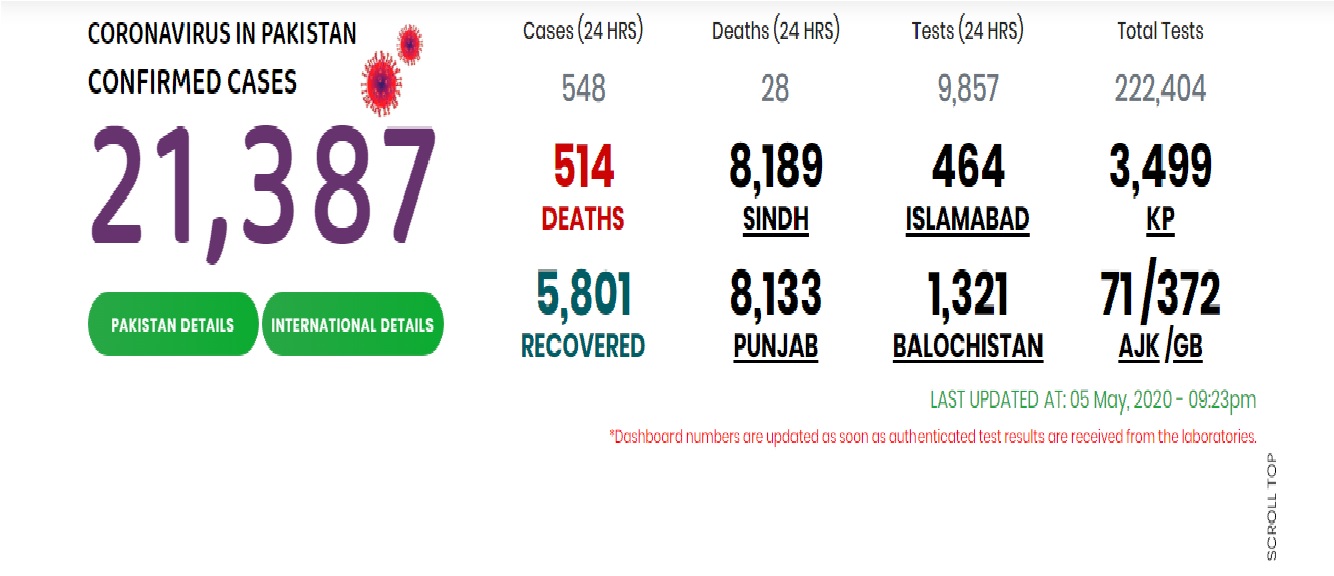 CORONAVIRUS IN PAKISTAN
CONFIRMED CASES
21,387
PAKISTAN DETAILS
INTERNATIONAL DETAILS
Cases (24 HRS) Deaths (24 HRS) Tests (24 HRS) Total Tests
548 28 9,857 222,404
514 8,189 464 3,499
DEATHS SINDH ISLAMABAD KP
5,801 8,133 1,321 71 /372
RECOVERED PUNJAB BALOCHISTAN AJK /GB
LAST UPDATED AT: 05 May, 2020 - 09:23pm
*Dashboard numbers are updated as soon as authenticated test results are received from the laboratories.
SCROLL TOP